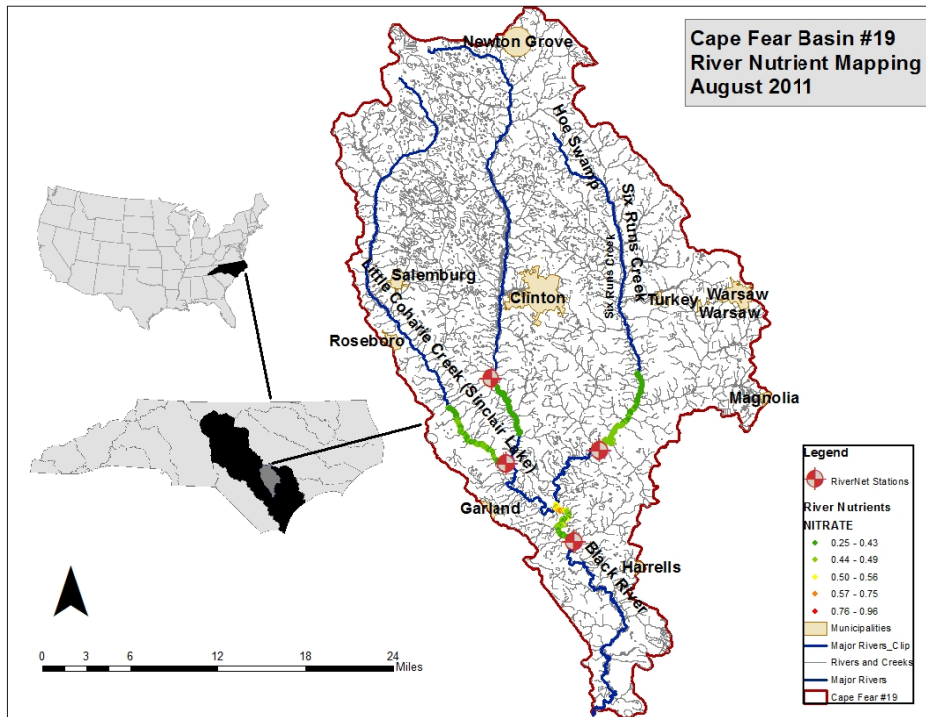 Cape Fear Basin #19
River Nutrient Mapping
August 2011
Newton Grove
Hoe Swamp
Six Runs Creek
Six Runs Creek
Little Coharie Creek (Sinclair Lake)
Salemburg
Clinton
Turkey
Warsaw
Warsaw
Roseboro
Magnolia
Garland
Black River
Harrells
Legend
RiverNet Stations
River Nutrients
NITRATE
0.25 - 0.43
0.44 - 0.49
0.50 - 0.56
0.57 - 0.75
0.76 - 0.96
Municipalities
Major Rivers_Clip
Rivers and Creeks
Major Rivers
Cape Fear #19
0 3 6 12 18 24
Miles